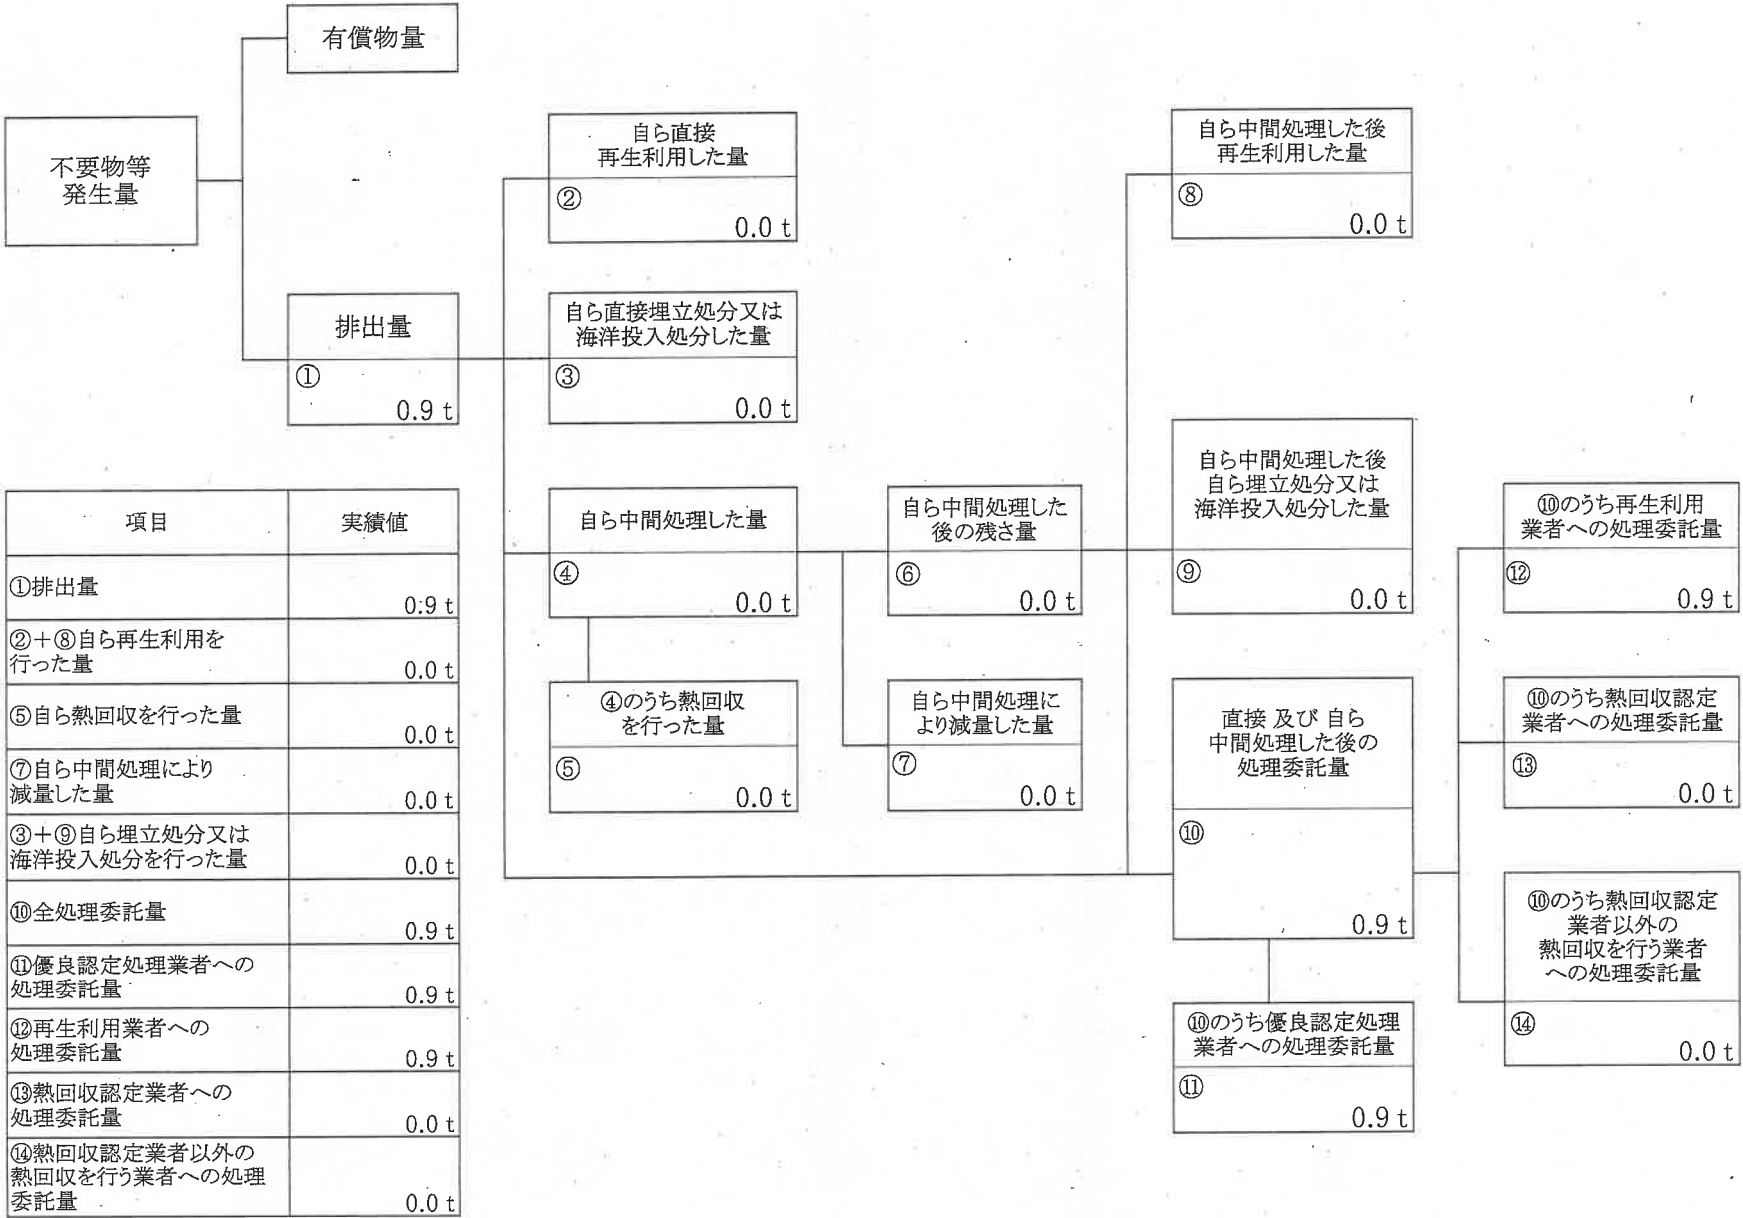 有償物量
不要物等
発生量
排出量
①
0.9 t
自ら直接
再生利用した量
②
0.0 t
自ら直接埋立処分又は
海洋投入処分した量
③
0.0 t
自ら中間処理した量
④
0.0 t
④のうち熱回収
を行った量
⑤
0.0 t
自ら中間処理した
後の残さ量
⑥
0.0 t
自ら中間処理に
より減量した量
⑦
0.0 t
自ら中間処理した後
再生利用した量
⑧
0.0 t
自ら中間処理した後
自ら埋立処分又は
海洋投入処分した量
⑨
0.0 t
直接 及び 自ら
中間処理した後の
処理委託量
⑩
0.9 t
⑩のうち優良認定処理
業者への処理委託量
⑪
0.9 t
⑩のうち再生利用
業者への処理委託量
⑫
0.9 t
⑩のうち熱回収認定
業者への処理委託量
⑬
0.0 t
⑩のうち熱回収認定
業者以外の
熱回収を行う業者
への処理委託量
⑭
0.0 t
項目 実績値
①排出量
0.9 t
②＋⑧自ら再生利用を
行った量 0.0 t
⑤自ら熱回収を行った量
0.0 t
⑦自ら中間処理により
減量した量 0.0 t
③＋⑨自ら埋立処分又は
海洋投入処分を行った量 0.0 t
⑩全処理委託量
0.9 t
⑪優良認定処理業者への
処理委託量 0.9 t
⑫再生利用業者への
処理委託量 0.9 t
⑬熱回収認定業者への
処理委託量 0.0 t
⑭熱回収認定業者以外の
熱回収を行う業者への処理
委託量 0.0 t